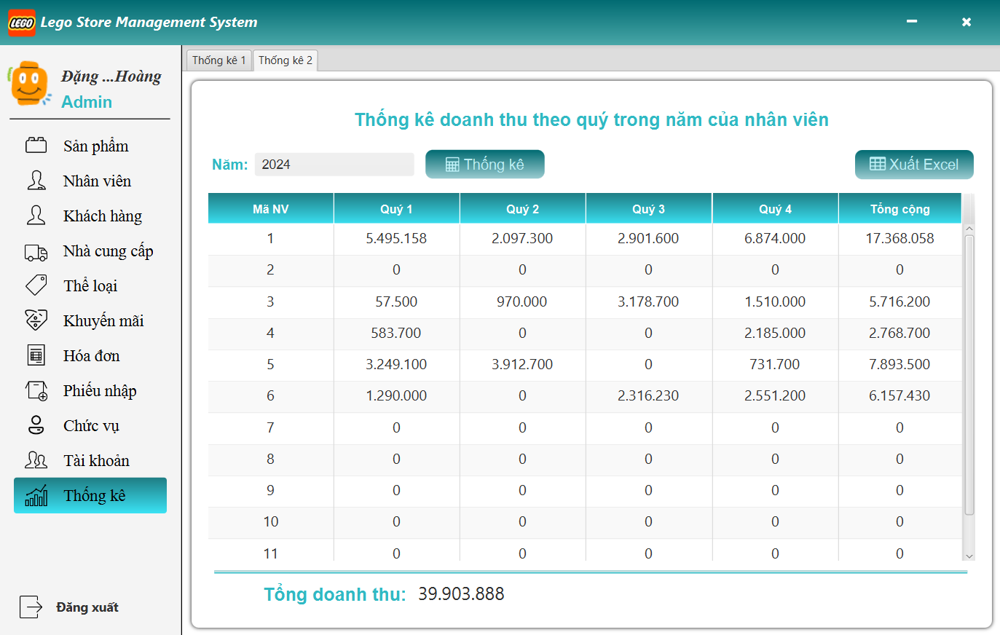 LEGO Lego Store Management System
Thống kê 1 Thống kê 2
Đặng ...Hoàng
Admin
Sản phẩm
Nhân viên
Khách hàng
Nhà cung cấp
Thể loại
Khuyến mãi
Hóa đơn
Phiếu nhập
Chức vụ
Tài khoản
Thống kê
Đăng xuất
Thống kê doanh thu theo quý trong năm của nhân viên
Năm: 2024 Thống kê Xuất Excel
Mã NV Quý 1 Quý 2 Quý 3 Quý 4 Tổng cộng
1 5.495.158 2.097.300 2.901.600 6.874.000 17.368.058
2 0 0 0 0 0
3 57.500 970.000 3.178.700 1.510.000 5.716.200
4 583.700 0 0 2.185.000 2.768.700
5 3.249.100 3.912.700 0 731.700 7.893.500
6 1.290.000 0 2.316.230 2.551.200 6.157.430
7 0 0 0 0 0
8 0 0 0 0 0
9 0 0 0 0 0
10 0 0 0 0 0
11 0 0 0 0 0
Tổng doanh thu: 39.903.888